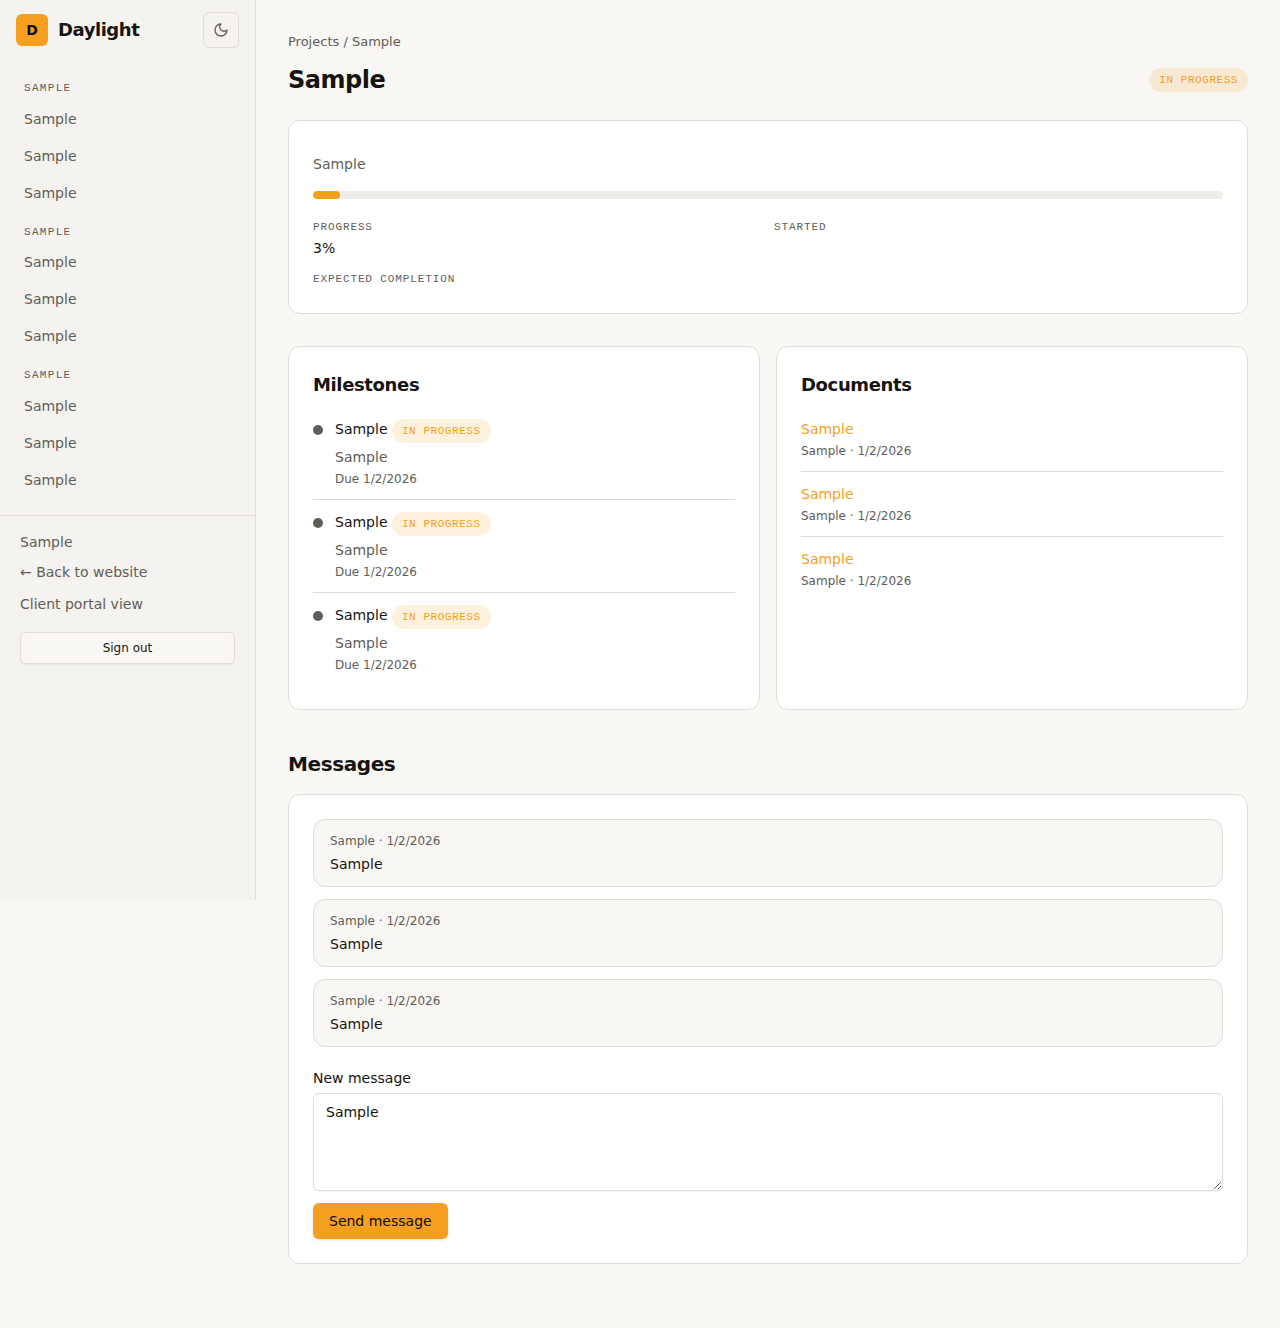 D Daylight
SAMPLE
Sample
Sample
Sample
SAMPLE
Sample
Sample
Sample
SAMPLE
Sample
Sample
Sample
Sample
← Back to website
Client portal view
Sign out
Projects / Sample
Sample
IN PROGRESS
Sample
PROGRESS
3%
STARTED
EXPECTED COMPLETION
Milestones
Sample IN PROGRESS
Sample
Due 1/2/2026
Sample IN PROGRESS
Sample
Due 1/2/2026
Sample IN PROGRESS
Sample
Due 1/2/2026
Documents
Sample
Sample · 1/2/2026
Sample
Sample · 1/2/2026
Sample
Sample · 1/2/2026
Messages
Sample · 1/2/2026
Sample
Sample · 1/2/2026
Sample
Sample · 1/2/2026
Sample
New message
Sample
Send message